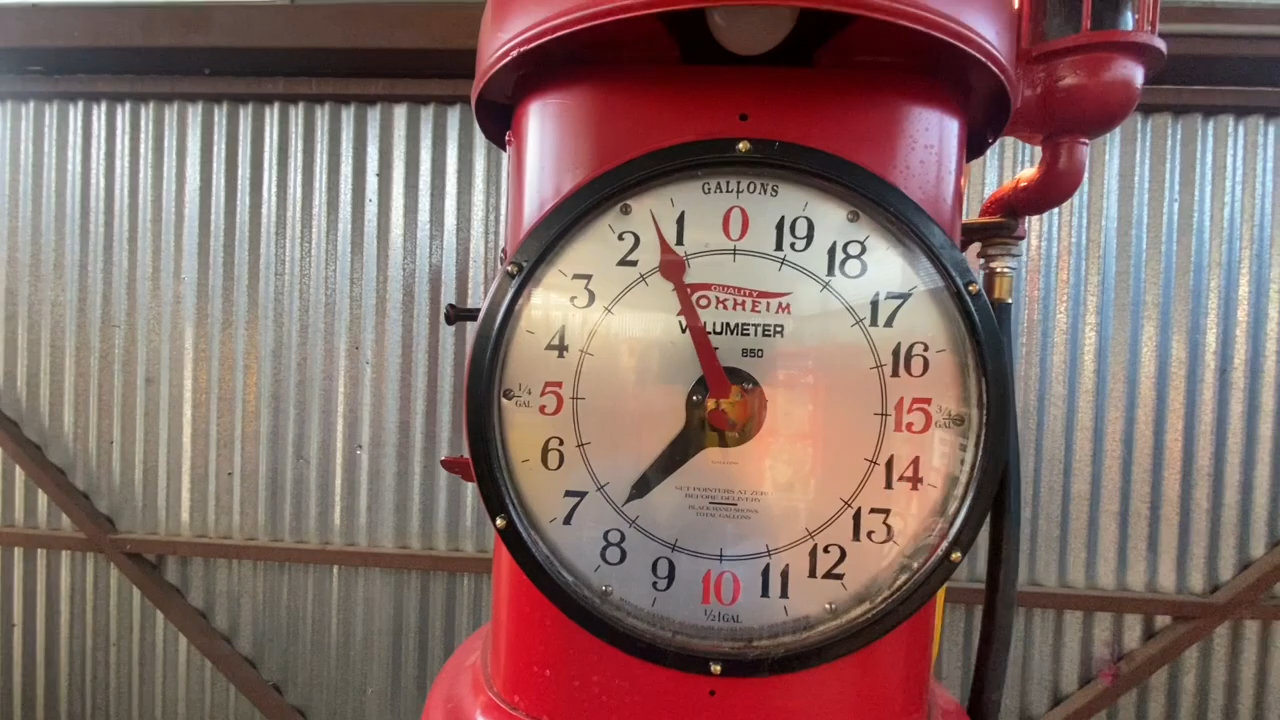 GALLONS
0
19
18
17
16
15
3/4 GAL
14
13
12
11
10
1/2 GAL
9
8
7
6
5
1/4 GAL
4
3
2
1
QUALITY
OKHEIM
V LUMETER
850
SET POINTERS AT ZERO
BEFORE DELIVERY
BLACK HAND SHOWS
TOTAL GALLONS